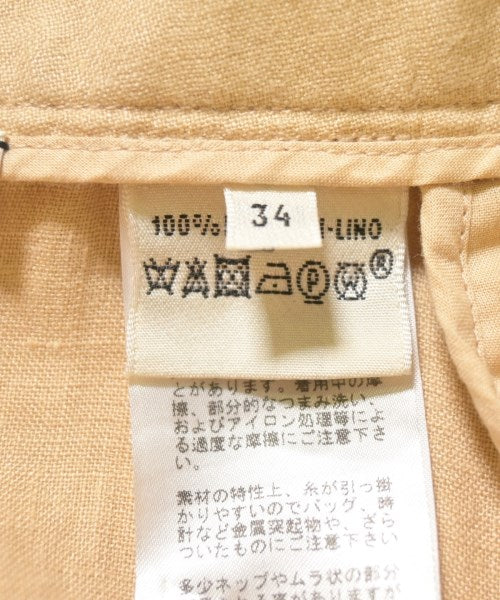 34
100% -LINO
P W ®
とがあります。着用中の摩
擦、部分的なつまみ洗い、
およびアイロン処理等によ
る過度な摩擦にご注意下さ
い。
素材の特性上、糸が引っ掛
かりやすいのでバッグ、時
計など金属突起物や、ざら
ついたものにご注意下さい
多少ネップやムラ状の部分